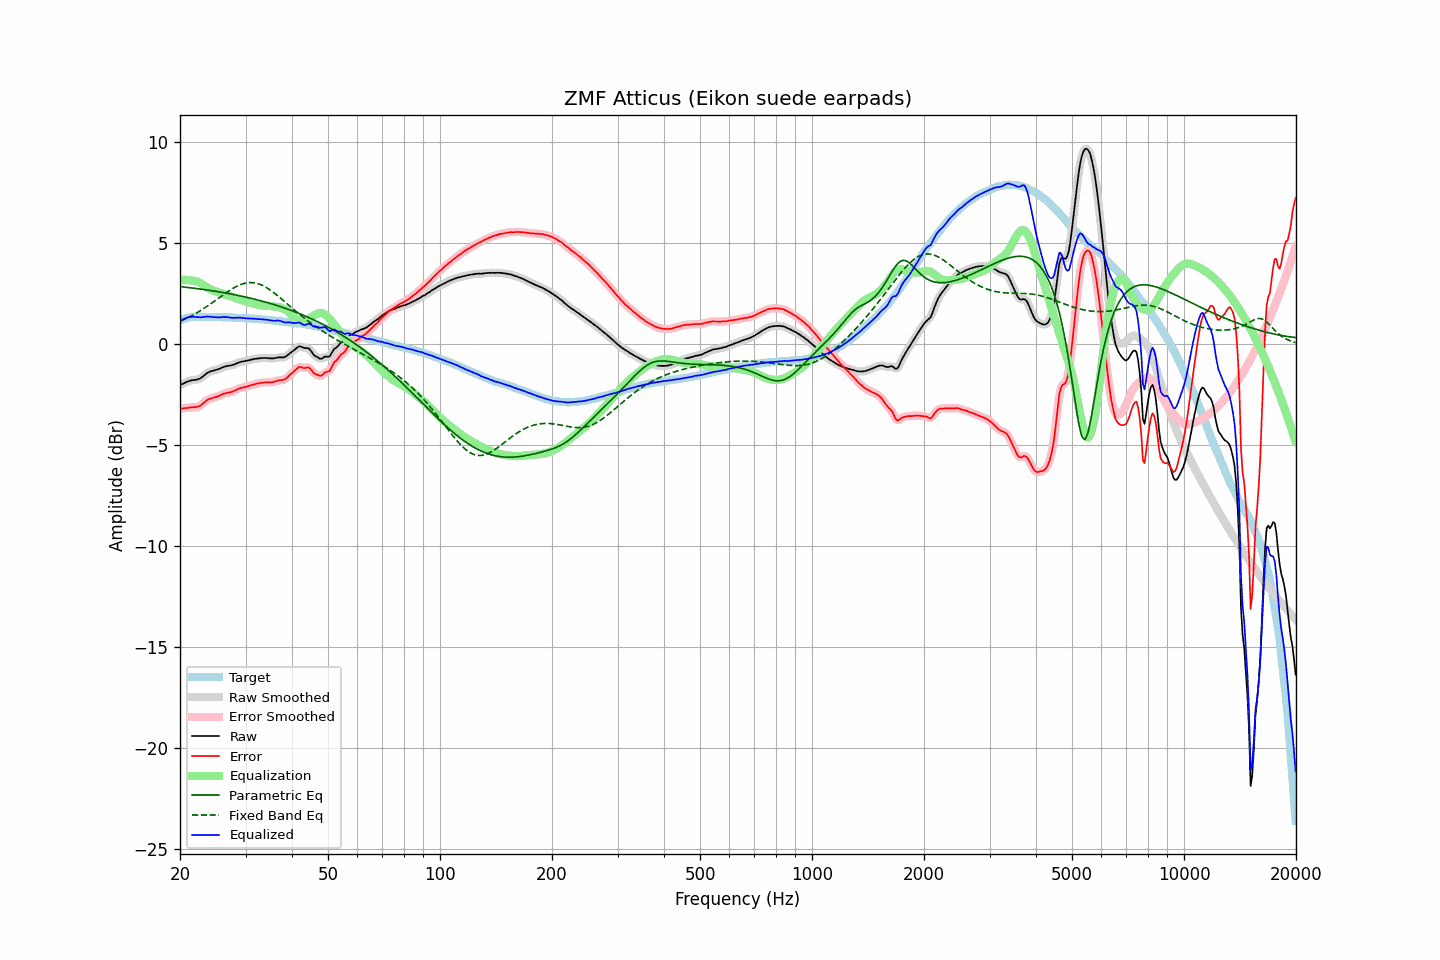 ZMF Atticus (Eikon suede earpads)
Amplitude (dBr)
10
5
0
−5
−10
−15
−20
−25
Target
Raw Smoothed
Error Smoothed
Raw
Error
Equalization
Parametric Eq
Fixed Band Eq
Equalized
20 50 100 200 500 1000 2000 5000 10000 20000
Frequency (Hz)